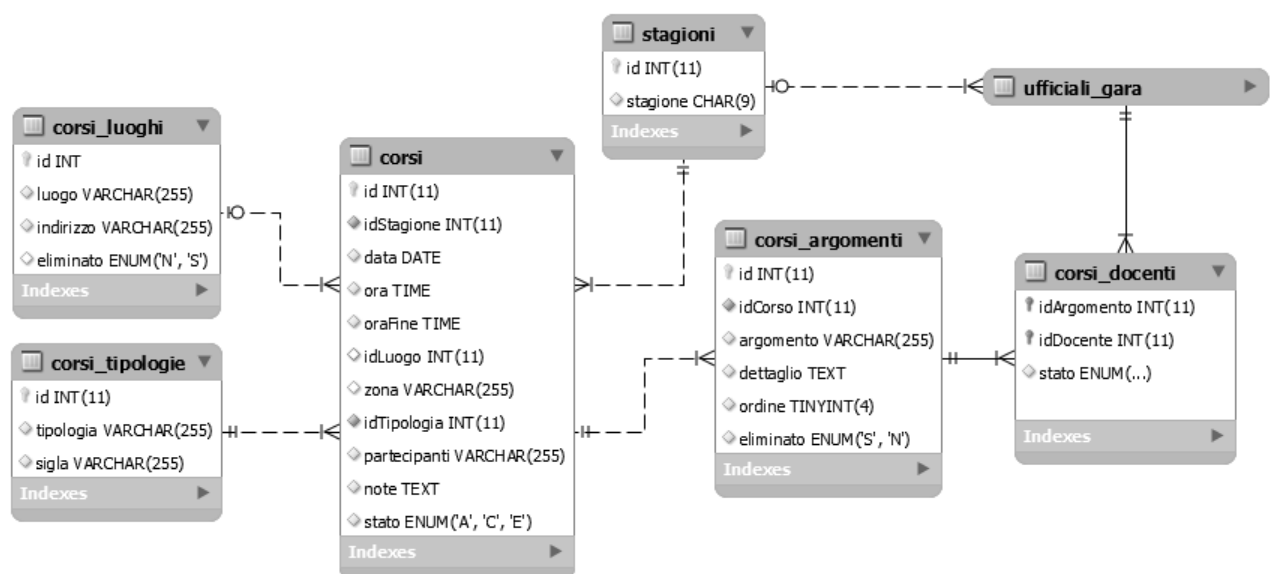 stagioni
id INT(11)
stagione CHAR(9)
Indexes
ufficiali_gara
corsi_luoghi
id INT
luogo VARCHAR(255)
indirizzo VARCHAR(255)
eliminato ENUM('N', 'S')
Indexes
corsi_tipologie
id INT(11)
tipologia VARCHAR(255)
sigla VARCHAR(255)
Indexes
corsi
id INT(11)
idStagione INT(11)
data DATE
ora TIME
oraFine TIME
idLuogo INT(11)
zona VARCHAR(255)
idTipologia INT(11)
partecipanti VARCHAR(255)
note TEXT
stato ENUM('A', 'C', 'E')
Indexes
corsi_argomenti
id INT(11)
idCorso INT(11)
argomento VARCHAR(255)
dettaglio TEXT
ordine TINYINT(4)
eliminato ENUM('S', 'N')
Indexes
corsi_docenti
idArgomento INT(11)
idDocente INT(11)
stato ENUM(...)
Indexes